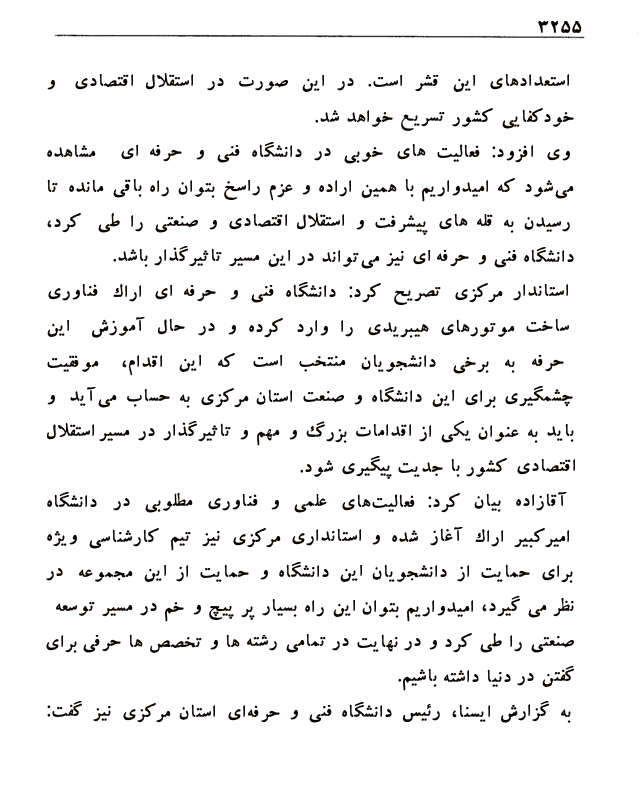 ۳۲۵۵
استعدادهای این قشر است. در این صورت در استقلال اقتصادی و
خودکفایی کشور تسریع خواهد شد.
وی افزود: فعالیت های خوبی در دانشگاه فنی و حرفه ای مشاهده
می‌شود که امیدواریم با همین اراده و عزم راسخ بتوان راه باقی مانده تا
رسیدن به قله های پیشرفت و استقلال اقتصادی و صنعتی را طی کرد،
دانشگاه فنی و حرفه ای نیز می تواند در این مسیر تاثیرگذار باشد.
استاندار مرکزی تصریح کرد: دانشگاه فنی و حرفه ای اراك فناوری
ساخت موتورهای هیبریدی را وارد کرده و در حال آموزش این
حرفه به برخی دانشجویان منتخب است که این اقدام، موفقیت
چشمگیری برای این دانشگاه و صنعت استان مرکزی به حساب می‌آید و
باید به عنوان یکی از اقدامات بزرگ و مهم و تاثیرگذار در مسیر استقلال
اقتصادی کشور با جدیت پیگیری شود.
آقازاده بیان کرد: فعالیت‌های علمی و فناوری مطلوبی در دانشگاه
امیرکبیر اراك آغاز شده و استانداری مرکزی نیز تیم کارشناسی ویژه
برای حمایت از دانشجویان این دانشگاه و حمایت از این مجموعه در
نظر می گیرد، امیدواریم بتوان این راه بسیار پر پیچ و خم در مسیر توسعه
صنعتی را طی کرد و در نهایت در تمامی رشته ها و تخصص ها حرفی برای
گفتن در دنیا داشته باشیم.
به گزارش ایسنا، رئیس دانشگاه فنی و حرفه‌ای استان مرکزی نیز گفت: